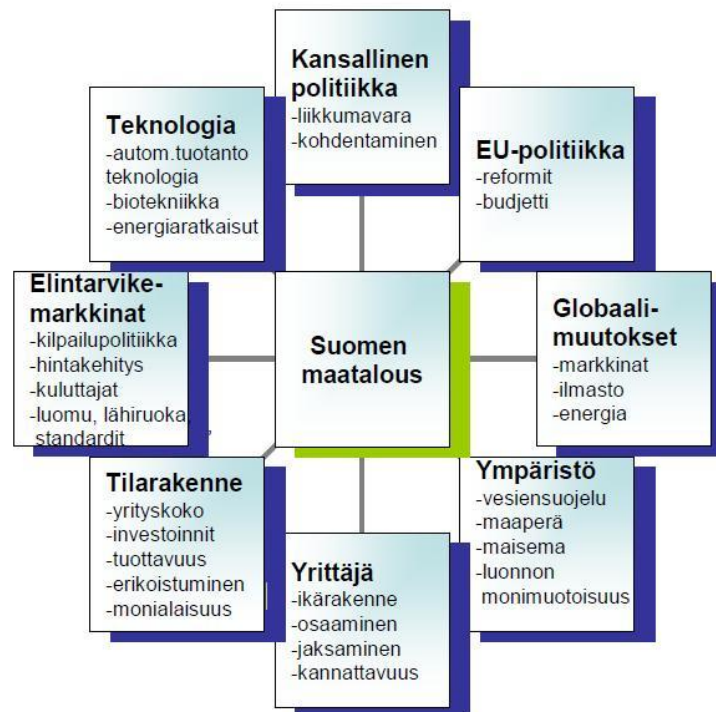 Kansallinen
politiikka
-liikkumavara
-kohdentaminen
EU-politiikka
-reformit
-budjetti
Globaali-
muutokset
-markkinat
-ilmasto
-energia
Ympäristö
-vesiensuojelu
-maaperä
-maisema
-luonnon
monimuotoisuus
Yrittäjä
-ikärakenne
-osaaminen
-jaksaminen
-kannattavuus
Tilarakenne
-yrityskoko
-investoinnit
-tuottavuus
-erikoistuminen
-monialaisuus
Elintarvike-
markkinat
-kilpailupolitiikka
-hintakehitys
-kuluttajat
-luomu, lähiruoka,
standardit
Teknologia
-autom.tuotanto
teknologia
-biotekniikka
-energiaratkaisut
Suomen
maatalous